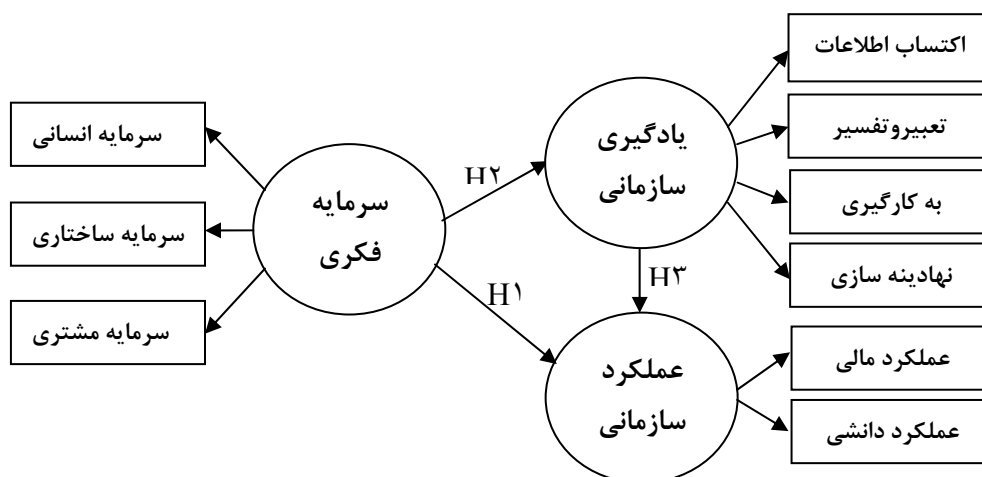 اکتساب اطلاعات
تعبیروتفسیر
به کارگیری
نهادینه سازی
یادگیری
سازمانی
سرمایه انسانی
سرمایه ساختاری
سرمایه مشتری
سرمایه
فکری
H۲
H۱
H۳
عملکرد
سازمانی
عملکرد مالی
عملکرد دانشی